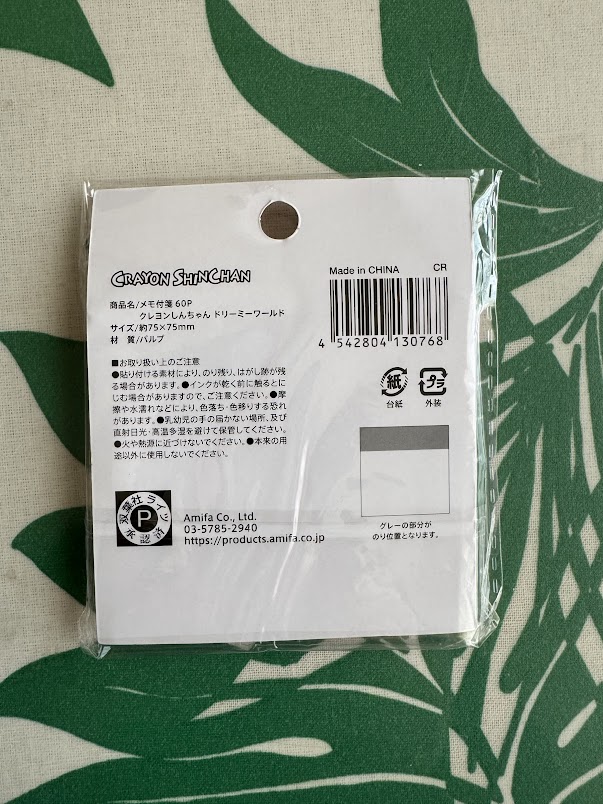 CRAYON SHINCHAN
商品名/メモ付箋 60P
クレヨンしんちゃん ドリーミーワールド
サイズ/約75×75mm
材　質/パルプ
■お取り扱い上のご注意
●貼り付ける素材により、のり残り、はがし跡が残
る場合があります。●インクが乾く前に触るとに
じむ場合がありますので、ご注意ください。●摩
擦や水濡れなどにより、色落ち・色移りする恐れ
があります。●乳幼児の手の届かない場所、及び
直射日光・高温多湿を避けて保管してください。
●火や熱源に近づけないでください。●本来の用
途以外に使用しないでください。
双葉社ライツ
P
承認済
Amifa Co., Ltd.
03-5785-2940
https://products.amifa.co.jp
Made in CHINA CR
4 542804 130768
紙 プラ
台紙 外装
グレーの部分が
のり位置となります。